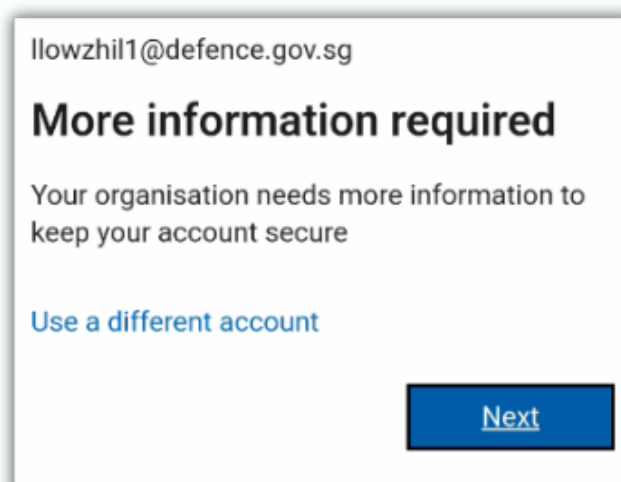 llowzhil1@defence.gov.sg
More information required
Your organisation needs more information to
keep your account secure
Use a different account
Next